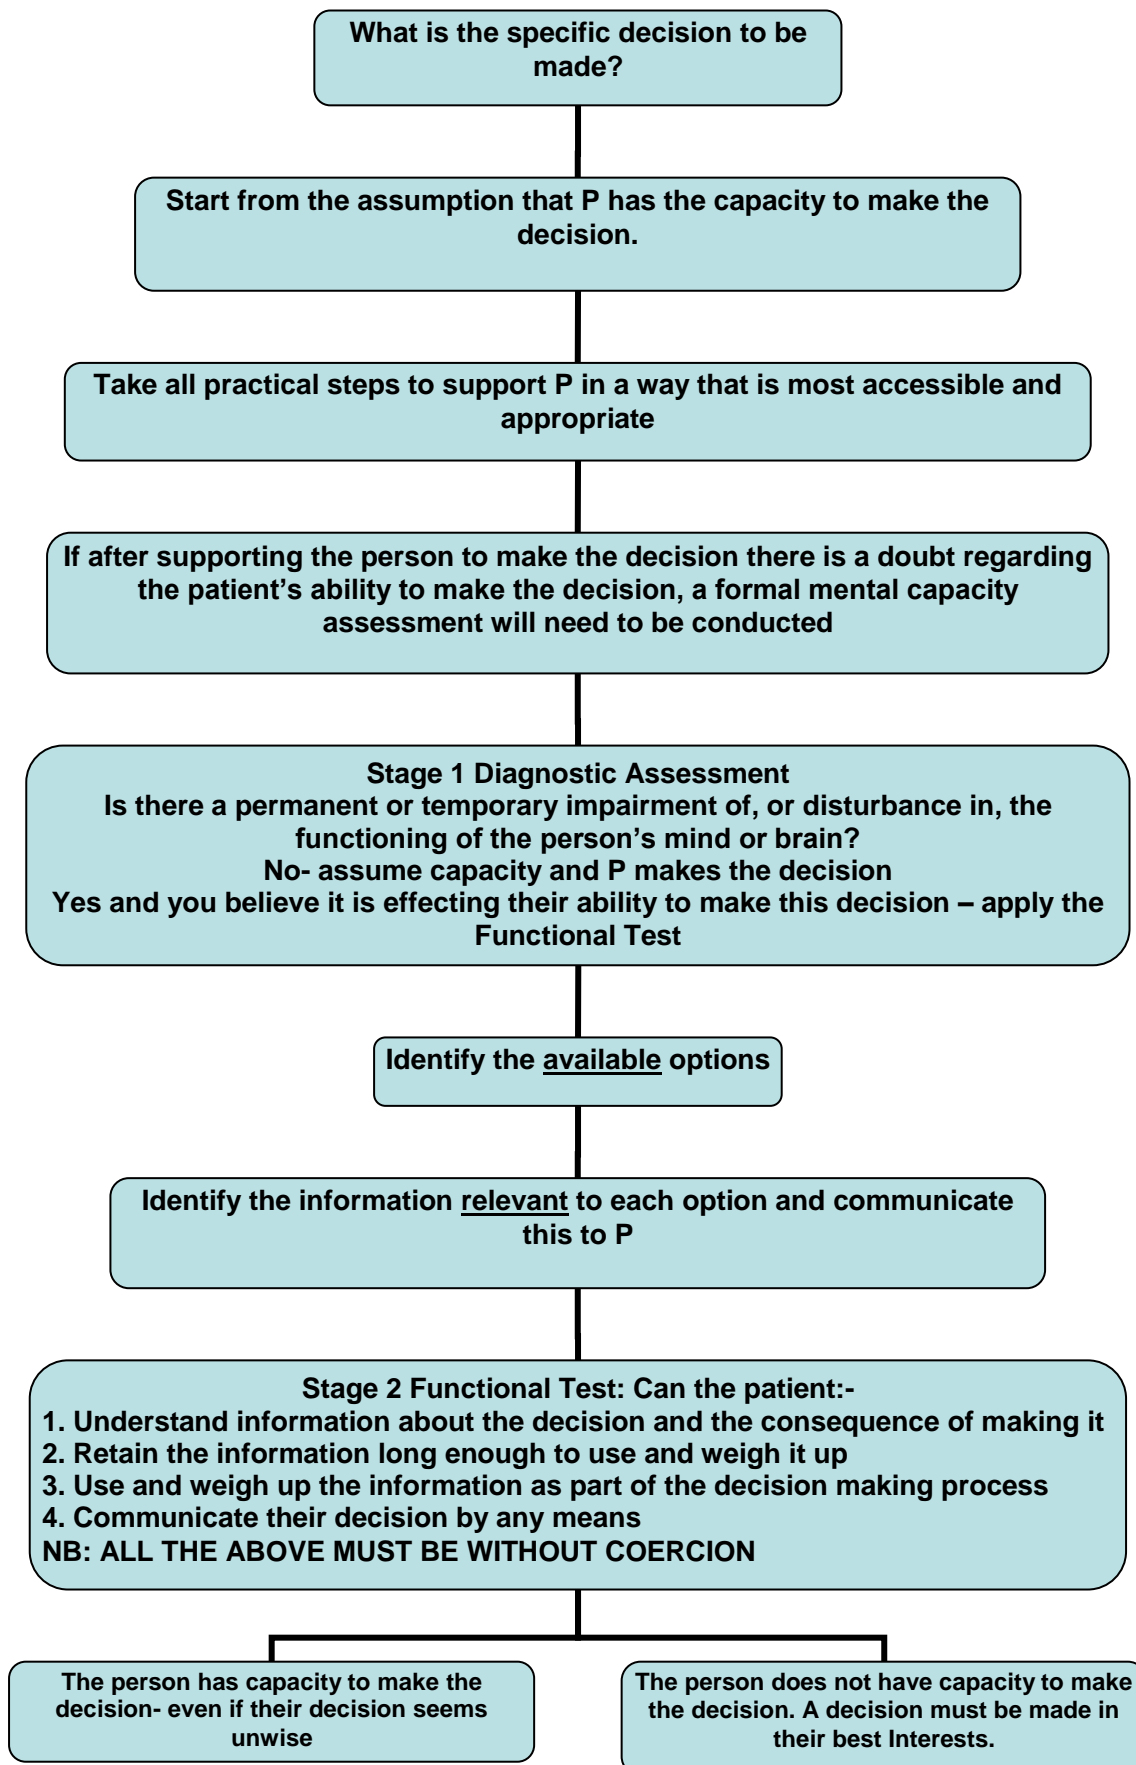 What is the specific decision to be
made?
Start from the assumption that P has the capacity to make the
decision.
Take all practical steps to support P in a way that is most accessible and
appropriate
If after supporting the person to make the decision there is a doubt regarding
the patient’s ability to make the decision, a formal mental capacity
assessment will need to be conducted
Stage 1 Diagnostic Assessment
Is there a permanent or temporary impairment of, or disturbance in, the
functioning of the person’s mind or brain?
No- assume capacity and P makes the decision
Yes and you believe it is effecting their ability to make this decision – apply the
Functional Test
Identify the available options
Identify the information relevant to each option and communicate
this to P
Stage 2 Functional Test: Can the patient:-
1. Understand information about the decision and the consequence of making it
2. Retain the information long enough to use and weigh it up
3. Use and weigh up the information as part of the decision making process
4. Communicate their decision by any means
NB: ALL THE ABOVE MUST BE WITHOUT COERCION
The person has capacity to make the
decision- even if their decision seems
unwise
The person does not have capacity to make
the decision. A decision must be made in
their best Interests.